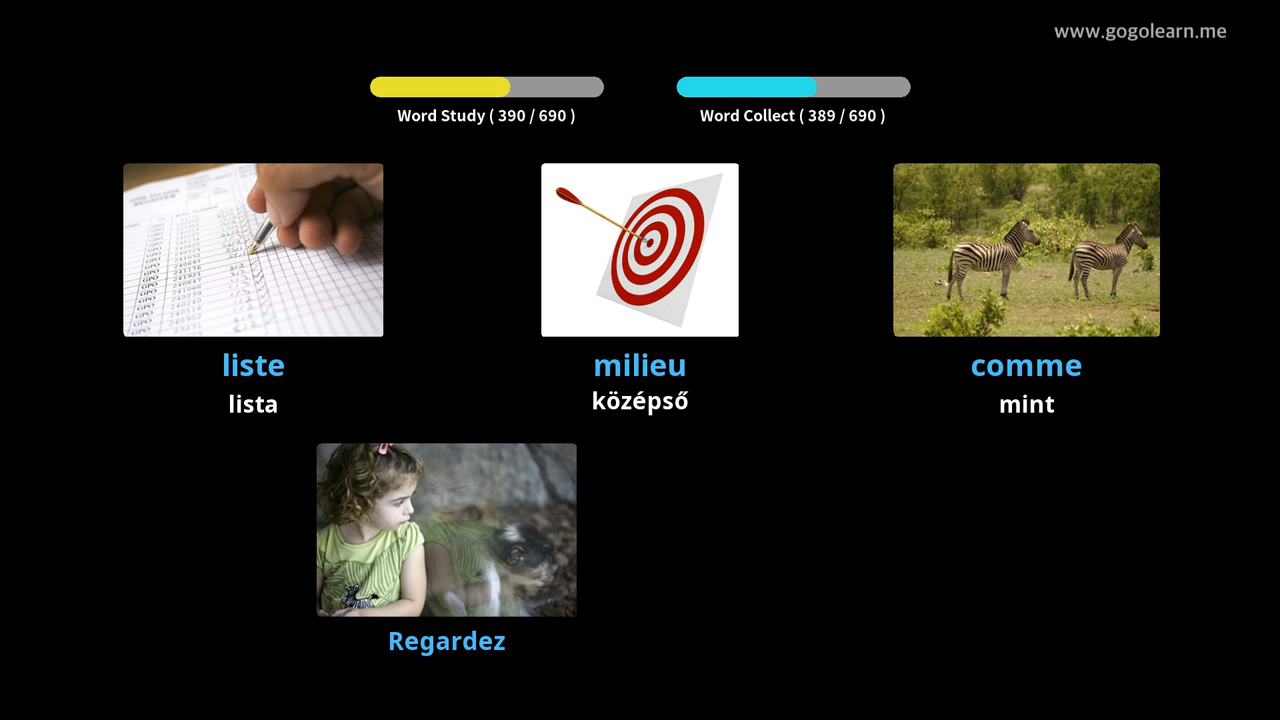 www.gogolearn.me
Word Study ( 390 / 690 )
Word Collect ( 389 / 690 )
liste
lista
milieu
középső
comme
mint
Regardez